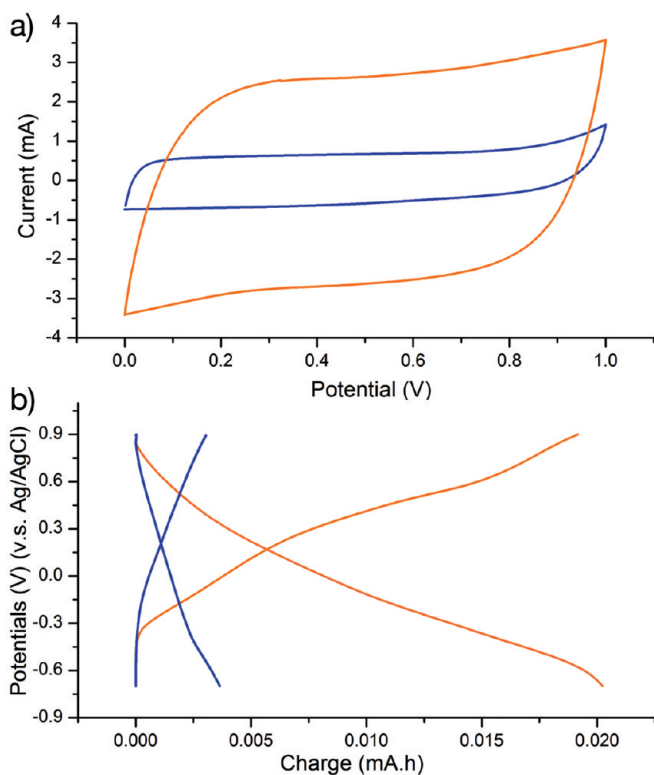 a)
4
3
2
1
0
-1
-2
-3
-4
Current (mA)
0.0 0.2 0.4 0.6 0.8 1.0
Potential (V)
b)
0.9
0.6
0.3
0.0
-0.3
-0.6
-0.9
Potentials (V) (v.s. Ag/AgCl)
0.000 0.005 0.010 0.015 0.020
Charge (mA.h)